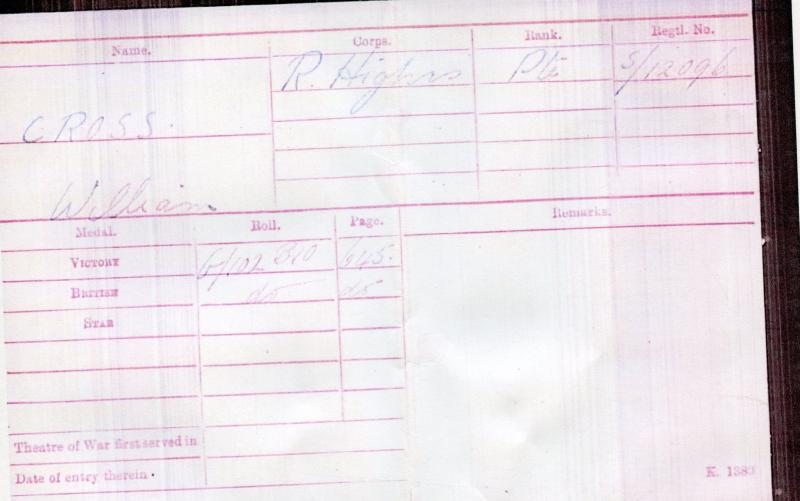 Name. Corps. Rank. Regtl. No.
R. Highrs Pte S/12096
CROSS.
William
Medal. Roll. Page. Remarks.
VICTORY G/102 B10 645.
BRITISH do do
STAR
Theatre of War first served in
Date of entry therein.
K. 1380